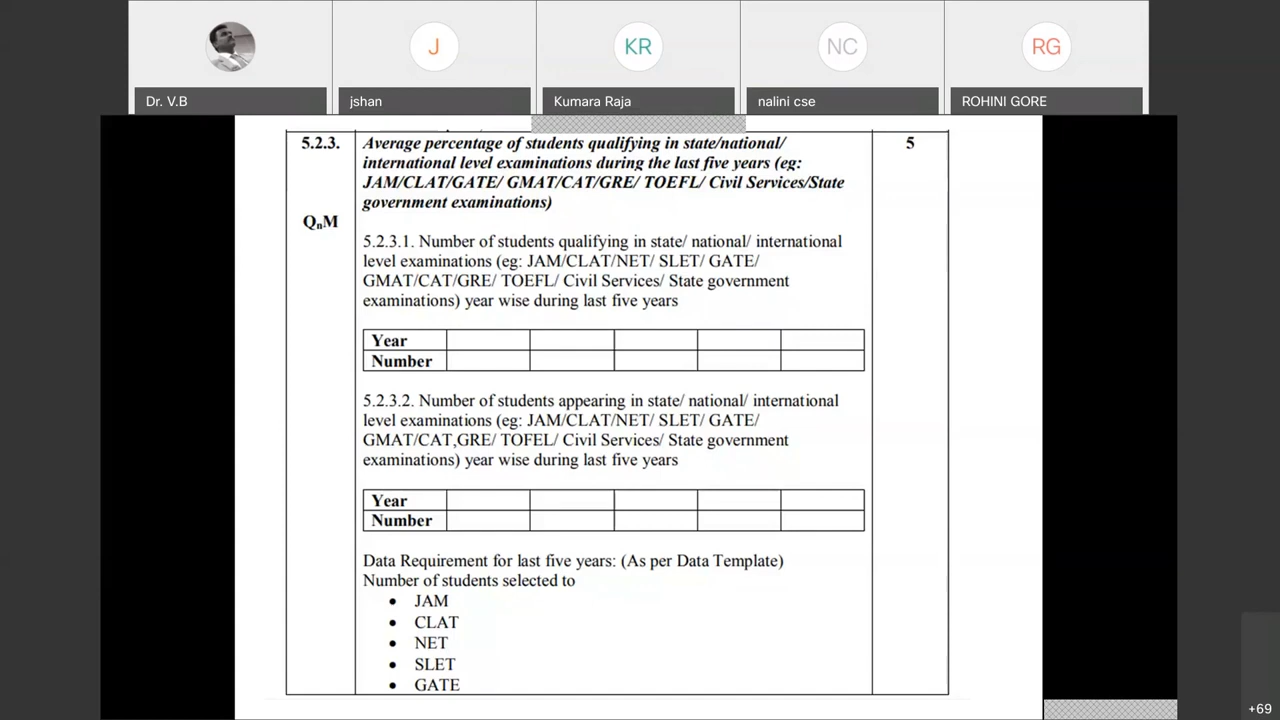 J
KR
NC
RG
Dr. V.B
jshan
Kumara Raja
nalini cse
ROHINI GORE
5.2.3.
QnM
Average percentage of students qualifying in state/national/
international level examinations during the last five years (eg:
JAM/CLAT/GATE/ GMAT/CAT/GRE/ TOEFL/ Civil Services/State
government examinations)
5
5.2.3.1. Number of students qualifying in state/ national/ international
level examinations (eg: JAM/CLAT/NET/ SLET/ GATE/
GMAT/CAT/GRE/ TOEFL/ Civil Services/ State government
examinations) year wise during last five years
Year
Number
5.2.3.2. Number of students appearing in state/ national/ international
level examinations (eg: JAM/CLAT/NET/ SLET/ GATE/
GMAT/CAT,GRE/ TOFEL/ Civil Services/ State government
examinations) year wise during last five years
Year
Number
Data Requirement for last five years: (As per Data Template)
Number of students selected to
• JAM
• CLAT
• NET
• SLET
• GATE
+69